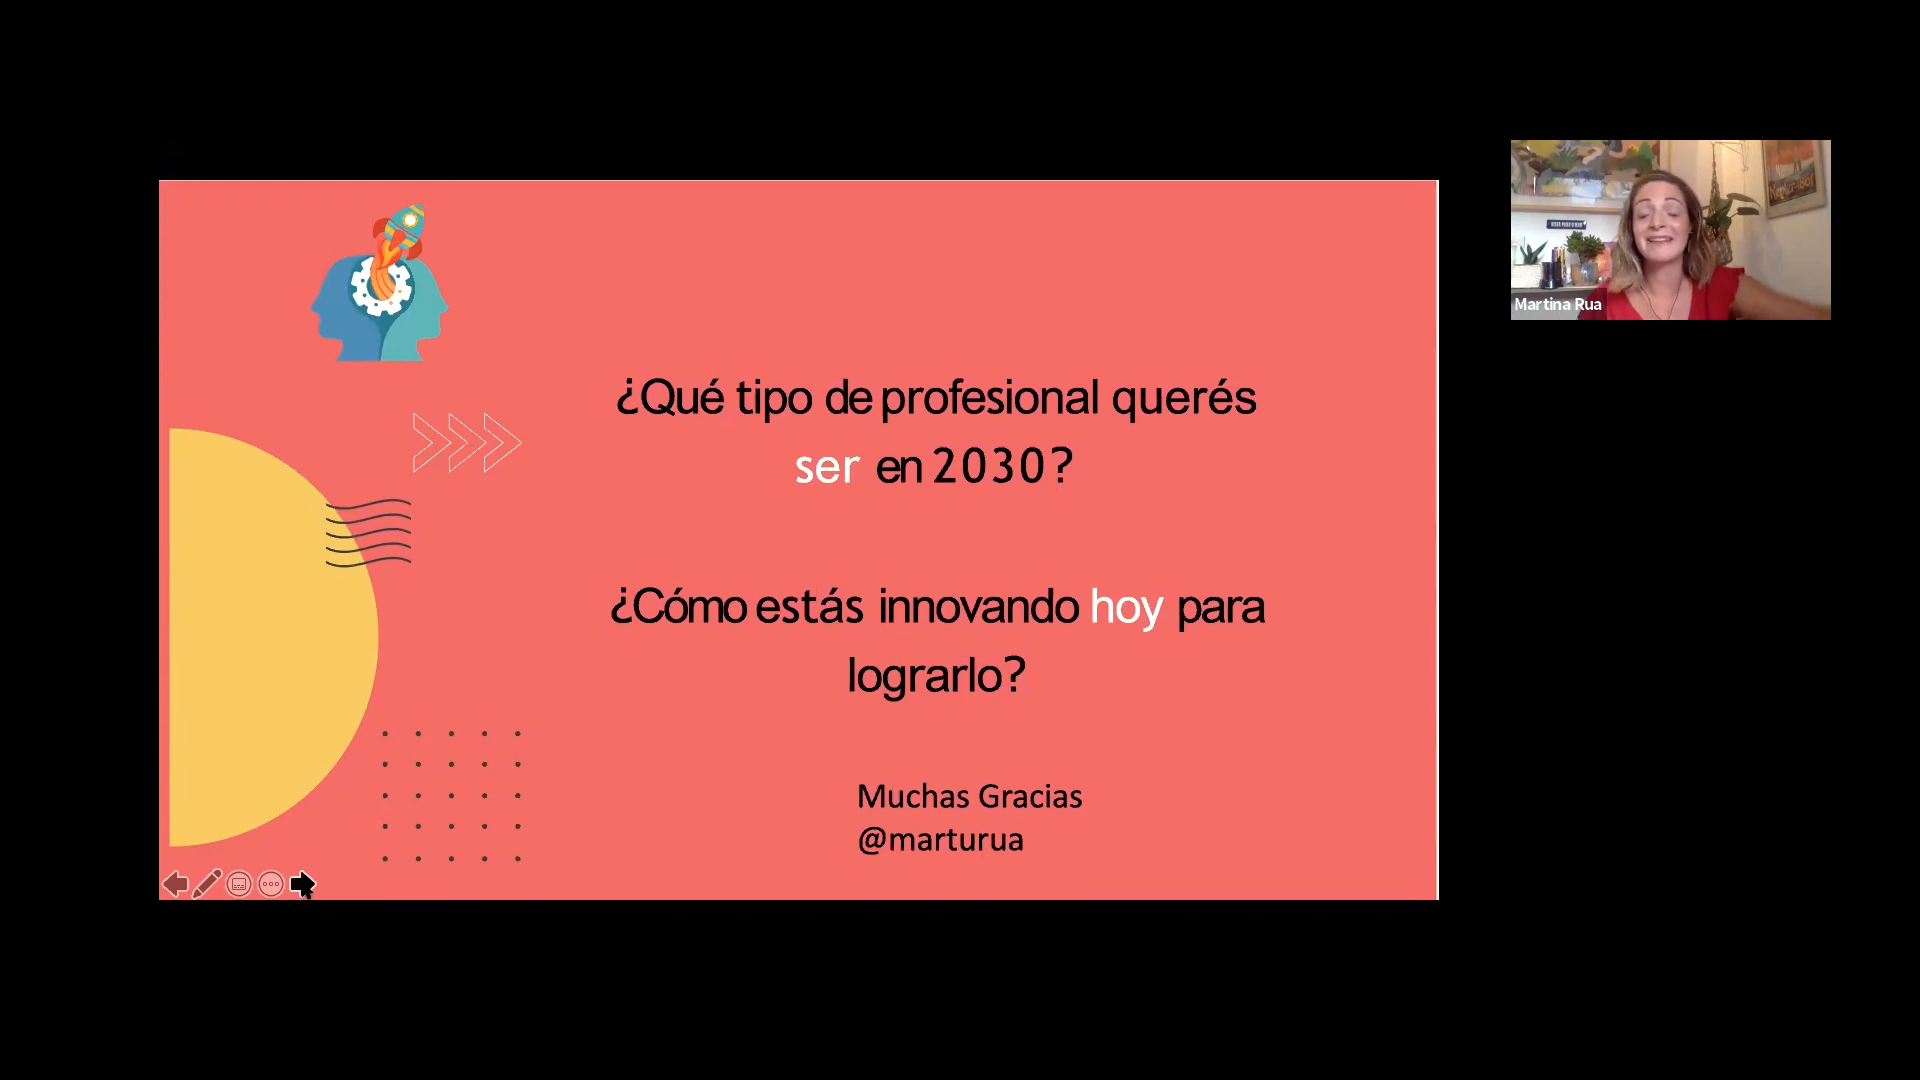 ¿Qué tipo de profesional querés
ser en 2030?
¿Cómo estás innovando hoy para
lograrlo?
Muchas Gracias
@marturua
Martina Rua